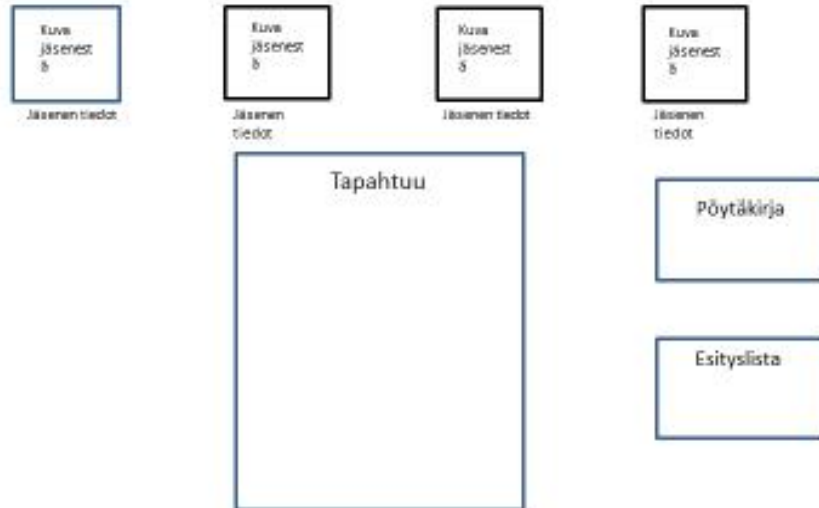 Kuva
jäsenest
ä
Kuva
jäsenest
ä
Kuva
jäsenest
ä
Kuva
jäsenest
ä
Jäsenen tiedot
Jäsenen
tiedot
Jäsenen tiedot
Jäsenen
tiedot
Tapahtuu
Pöytäkirja
Esityslista